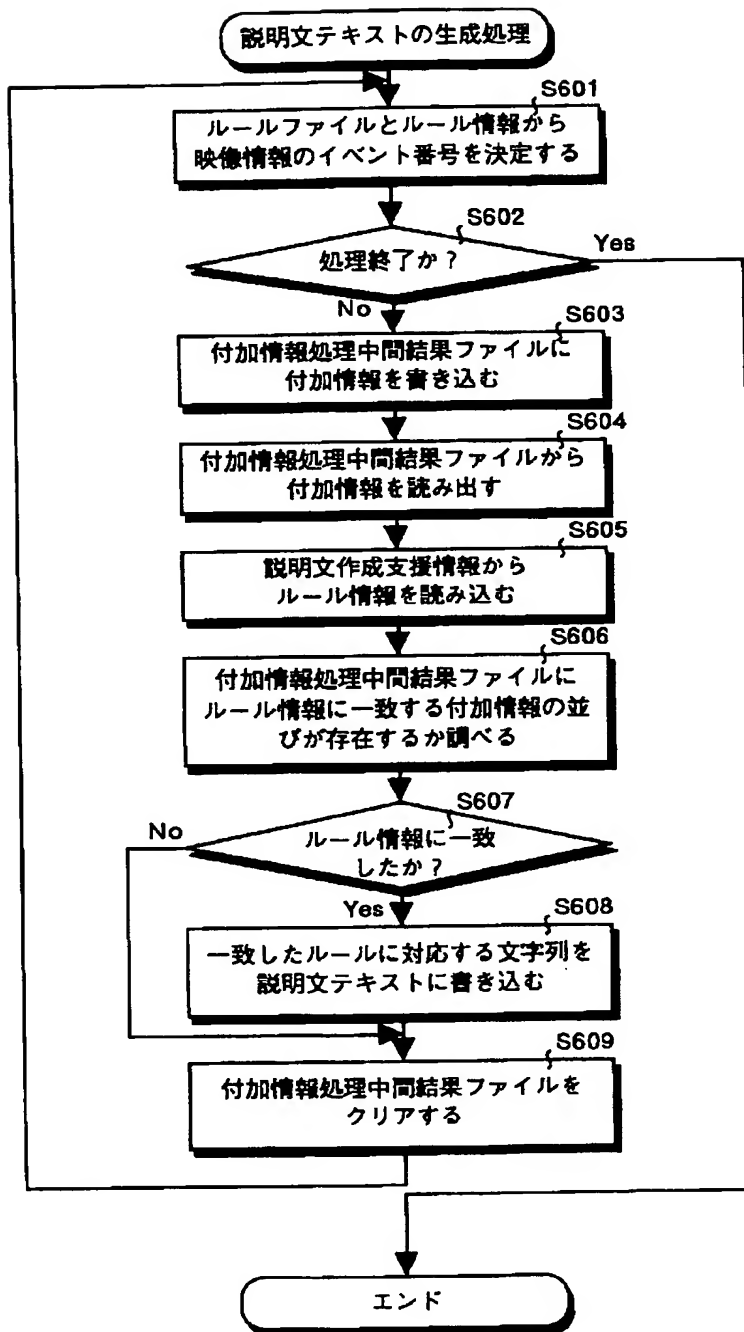 説明文テキストの生成処理
S601
ルールファイルとルール情報から
映像情報のイベント番号を決定する
S602
処理終了か？
Yes
No
S603
付加情報処理中間結果ファイルに
付加情報を書き込む
S604
付加情報処理中間結果ファイルから
付加情報を読み出す
S605
説明文作成支援情報から
ルール情報を読み込む
S606
付加情報処理中間結果ファイルに
ルール情報に一致する付加情報の並
びが存在するか調べる
S607
No
ルール情報に一致
したか？
Yes
S608
一致したルールに対応する文字列を
説明文テキストに書き込む
S609
付加情報処理中間結果ファイルを
クリアする
エンド